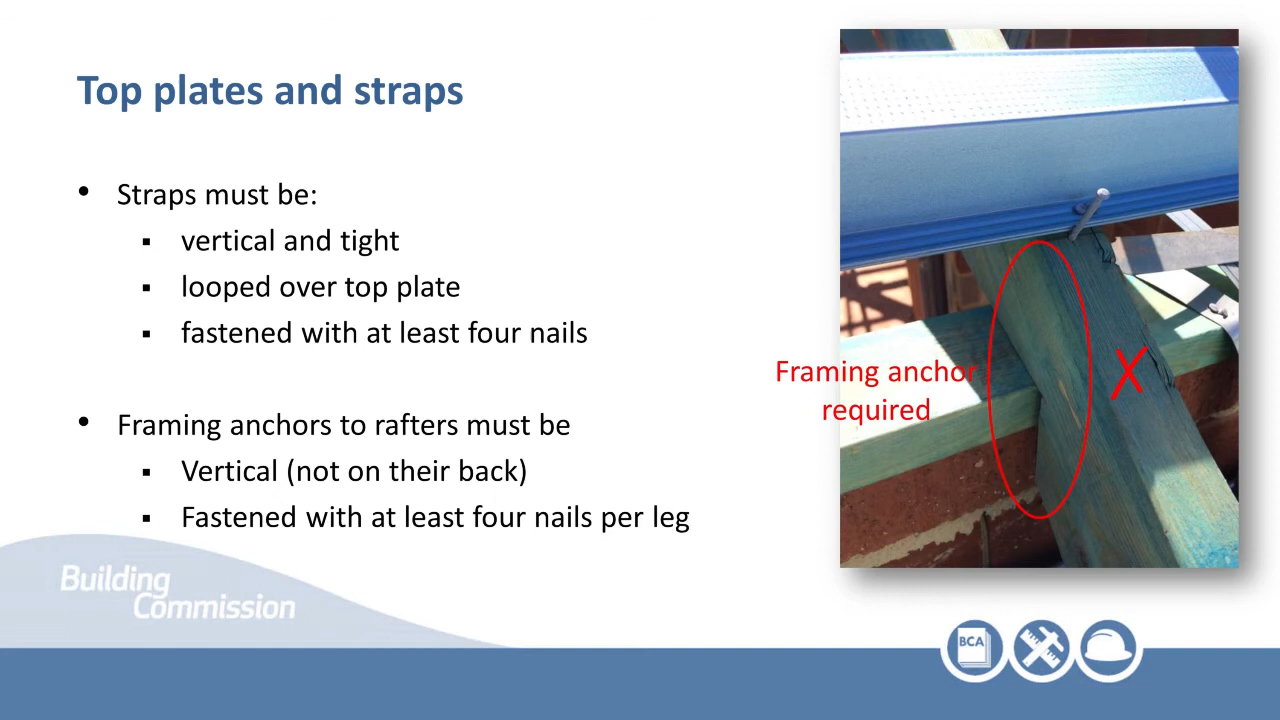 Top plates and straps
• Straps must be:
▪ vertical and tight
▪ looped over top plate
▪ fastened with at least four nails
• Framing anchors to rafters must be
▪ Vertical (not on their back)
▪ Fastened with at least four nails per leg
Framing anchor
required
X
Building
Commission
BCA